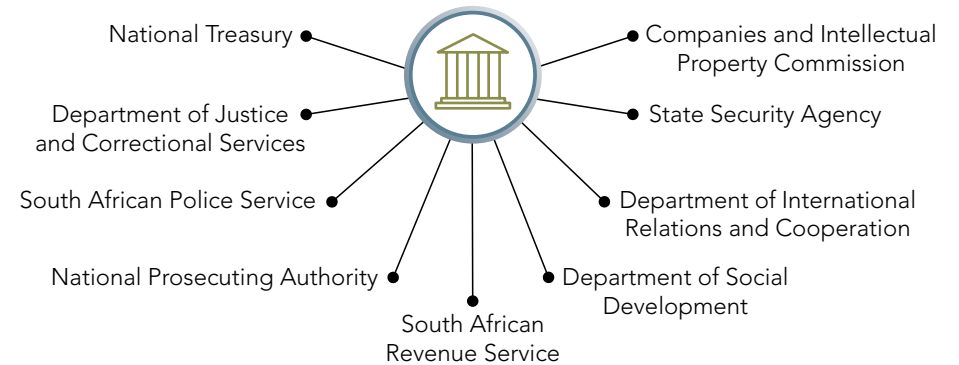 National Treasury
Department of Justice
and Correctional Services
South African Police Service
National Prosecuting Authority
South African
Revenue Service
Companies and Intellectual
Property Commission
State Security Agency
Department of International
Relations and Cooperation
Department of Social
Development